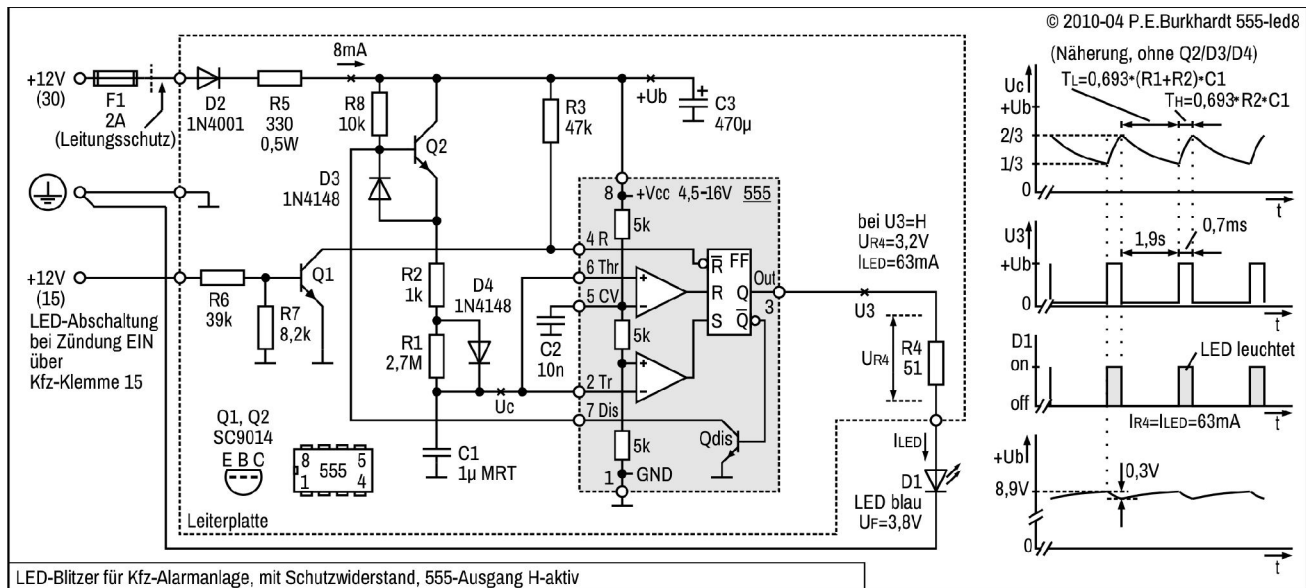 © 2010-04 P.E.Burkhardt 555-led8
+12V
(30)
F1
2A
(Leitungsschutz)
D2
1N4001
R5
330
0,5W
8mA
R8
10k
Q2
D3
1N4148
R3
47k
+Ub
C3
470µ
+12V
(15)
LED-Abschaltung
bei Zündung EIN
über
Kfz-Klemme 15
R6
39k
R7
8,2k
Q1
R2
1k
D4
1N4148
R1
2,7M
Uc
C1
1µ MRT
C2
10n
8 +Vcc 4,5-16V 555
5k
4 R
6 Thr
5 CV
5k
2 Tr
7 Dis
5k
1 GND
R FF
R Q
S Q
Out
3
Qdis
bei U3=H
UR4=3,2V
ILED=63mA
U3
UR4
R4
51
ILED
D1
LED blau
UF=3,8V
Q1, Q2
SC9014
E B C
8 5
555
1 4
Leiterplatte
LED-Blitzer für Kfz-Alarmanlage, mit Schutzwiderstand, 555-Ausgang H-aktiv
(Näherung, ohne Q2/D3/D4)
TL=0,693*(R1+R2)*C1
TH=0,693*R2*C1
Uc
+Ub
2/3
1/3
0
t
U3
+Ub
0
1,9s
0,7ms
t
D1
on
off
LED leuchtet
IR4=ILED=63mA
t
+Ub
8,9V
0,3V
0
t